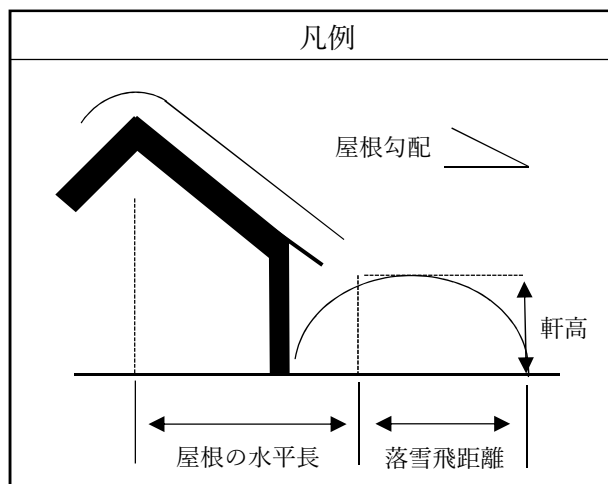 凡例
屋根勾配
軒高
屋根の水平長
落雪飛距離